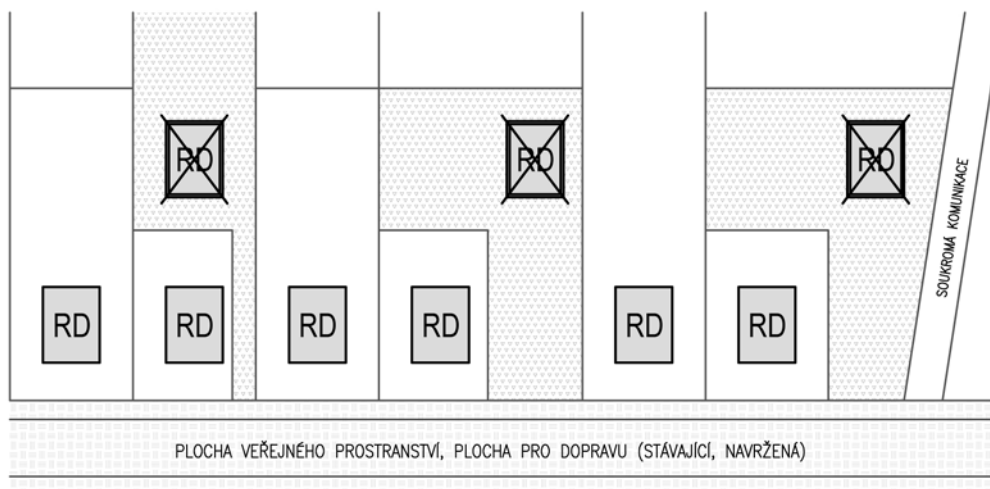 RD RD RD
RD RD RD RD RD RD
SOUKROMÁ KOMUNIKACE
PLOCHA VEŘEJNÉHO PROSTRANSTVÍ, PLOCHA PRO DOPRAVU (STÁVAJÍCÍ, NAVRŽENÁ)